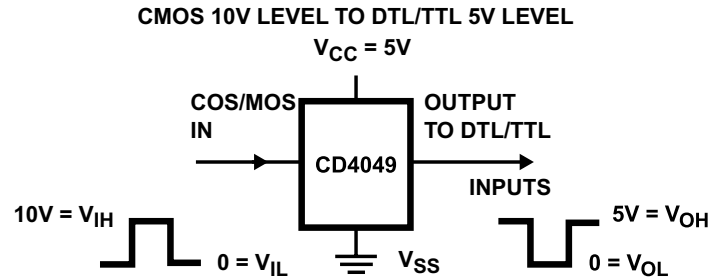 CMOS 10V LEVEL TO DTL/TTL 5V LEVEL
VCC = 5V
COS/MOS
IN
OUTPUT
TO DTL/TTL
CD4049
INPUTS
10V = VIH
0 = VIL
VSS
5V = VOH
0 = VOL